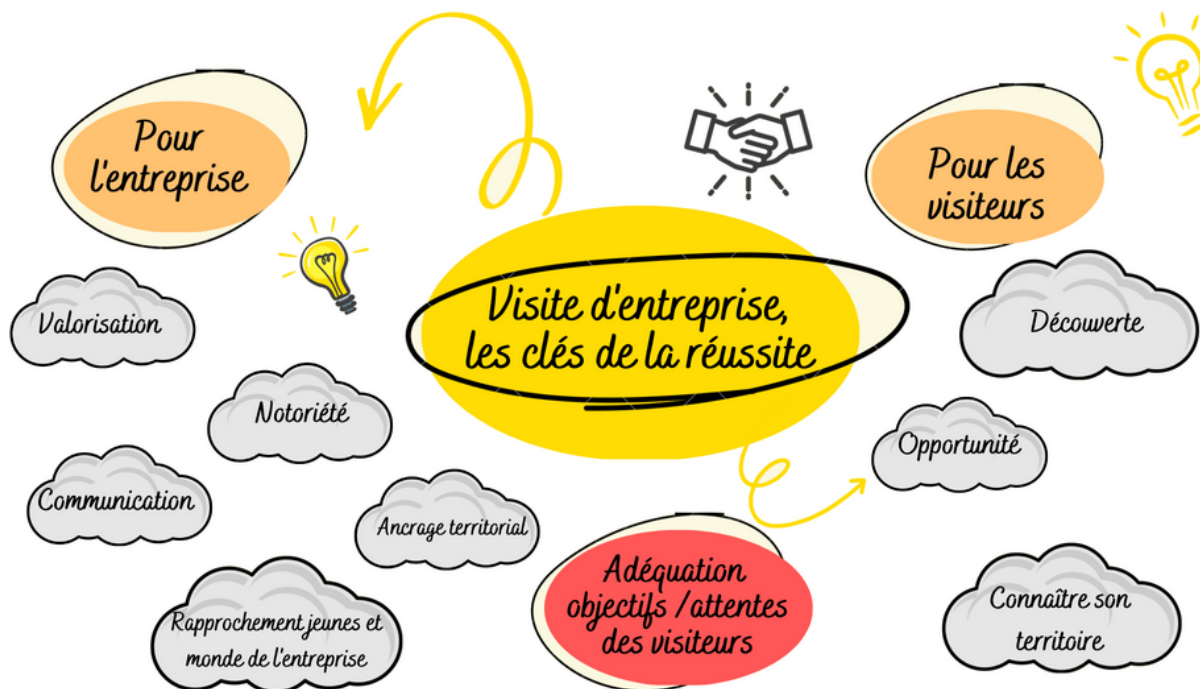 Pour
l'entreprise
Pour les
visiteurs
Visite d'entreprise,
les clés de la réussite
Valorisation
Notoriété
Communication
Ancrage territorial
Rapprochement jeunes et
monde de l'entreprise
Adéquation
objectifs /attentes
des visiteurs
Découverte
Opportunité
Connaître son
territoire